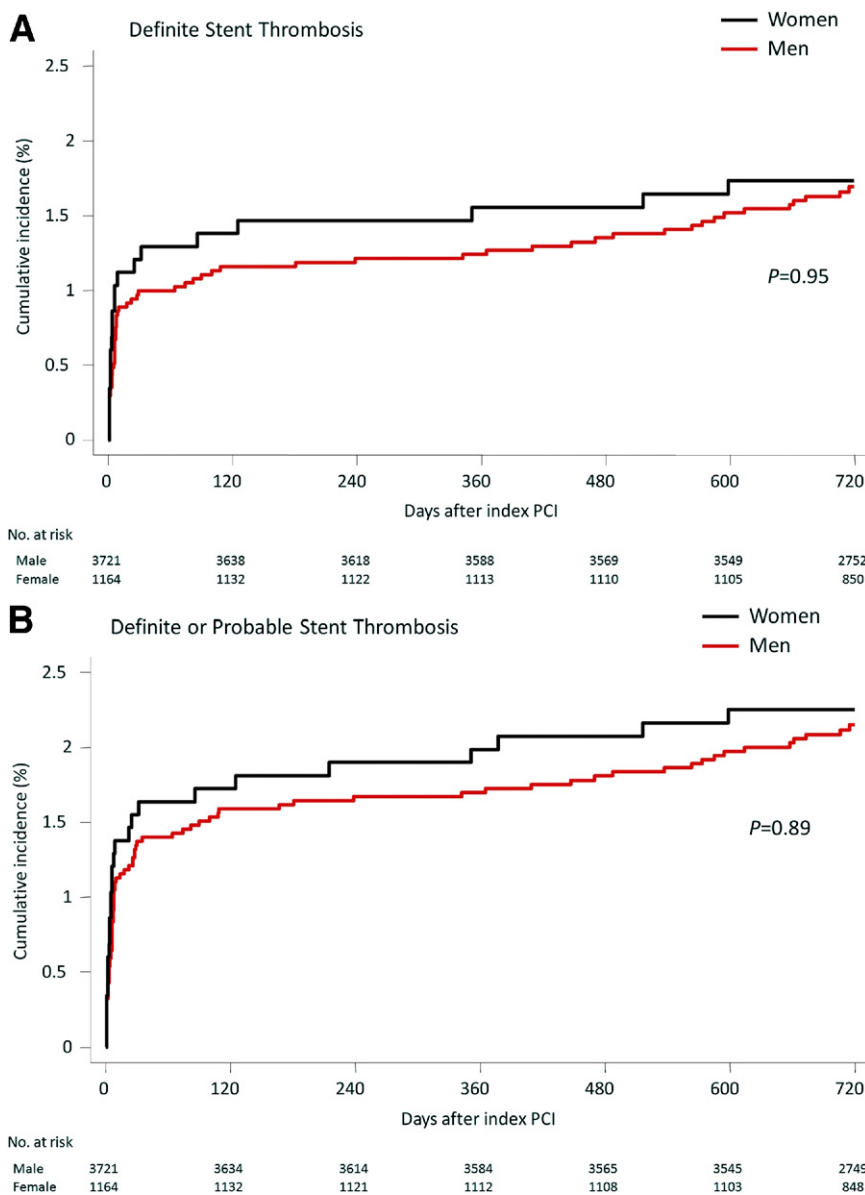 A
Definite Stent Thrombosis
Women
Men
2.5
2
1.5
1
0.5
0
Cumulative incidence (%)
P=0.95
0 120 240 360 480 600 720
Days after index PCI
No. at risk
Male 3721 3638 3618 3588 3569 3549 2752
Female 1164 1132 1122 1113 1110 1105 850
B
Definite or Probable Stent Thrombosis
Women
Men
2.5
2
1.5
1
0.5
0
Cumulative incidence (%)
P=0.89
0 120 240 360 480 600 720
Days after index PCI
No. at risk
Male 3721 3634 3614 3584 3565 3545 2749
Female 1164 1132 1121 1112 1108 1103 848